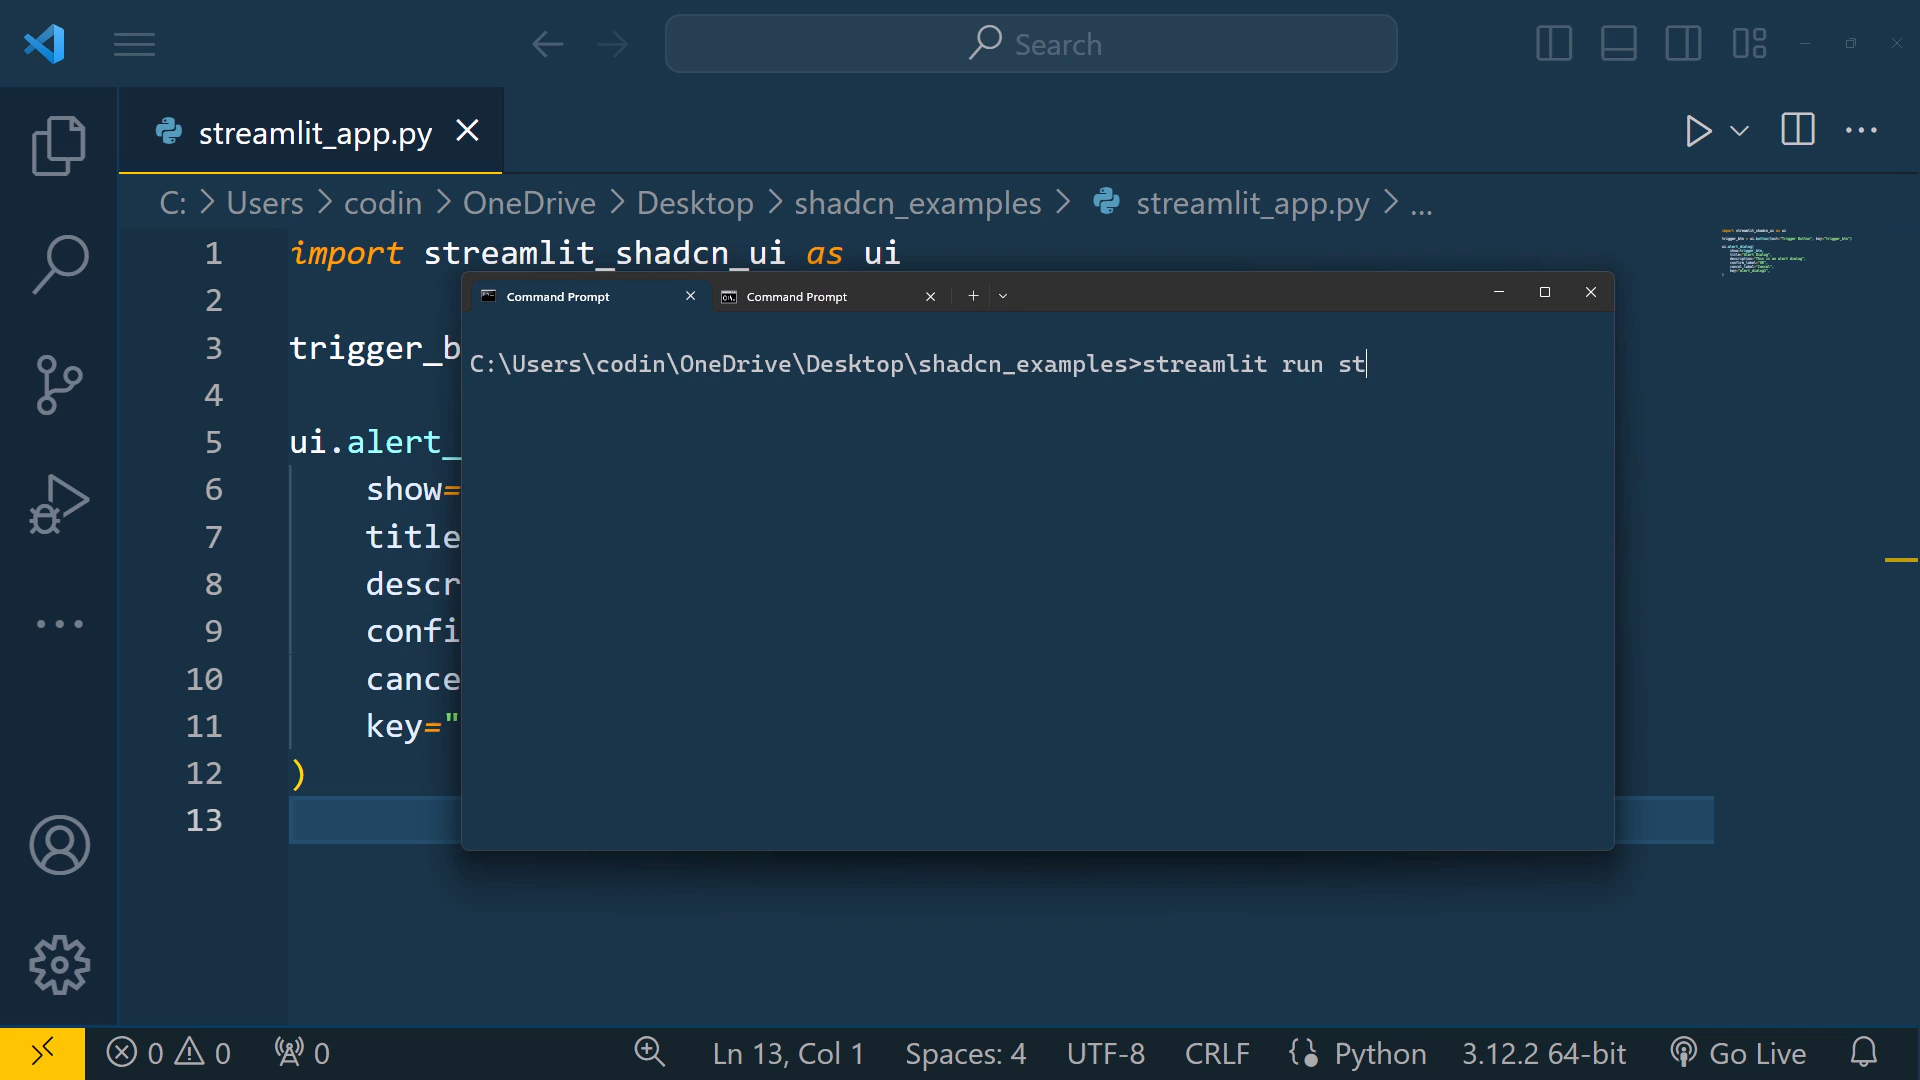 Search
streamlit_app.py
C: > Users > codin > OneDrive > Desktop > shadcn_examples > streamlit_app.py > ...
1 import streamlit_shadcn_ui as ui
2
Command Prompt
Command Prompt
3 trigger_b
C:\Users\codin\OneDrive\Desktop\shadcn_examples>streamlit run st
4
5 ui.alert_
6 show=
7 title
8 descr
9 confi
10 cance
11 key="
12 )
13
0 0 0 Ln 13, Col 1 Spaces: 4 UTF-8 CRLF Python 3.12.2 64-bit Go Live